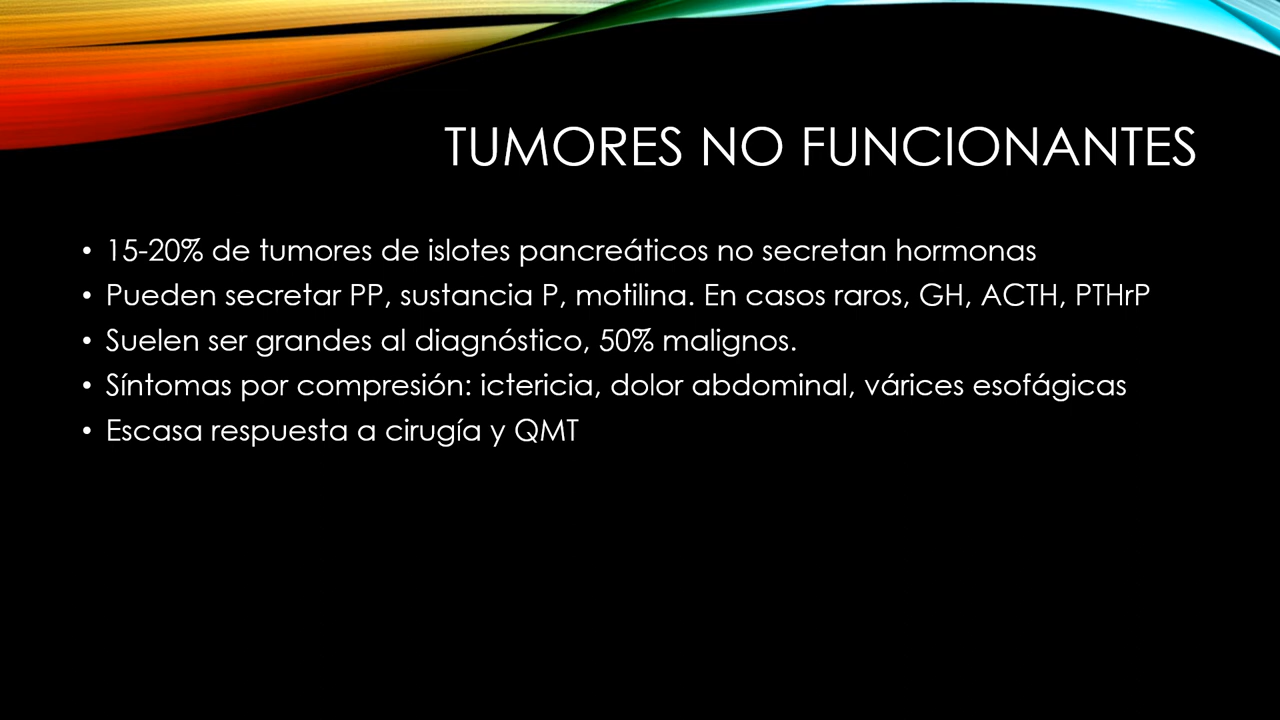 TUMORES NO FUNCIONANTES
• 15-20% de tumores de islotes pancreáticos no secretan hormonas
• Pueden secretar PP, sustancia P, motilina. En casos raros, GH, ACTH, PTHrP
• Suelen ser grandes al diagnóstico, 50% malignos.
• Síntomas por compresión: ictericia, dolor abdominal, várices esofágicas
• Escasa respuesta a cirugía y QMT